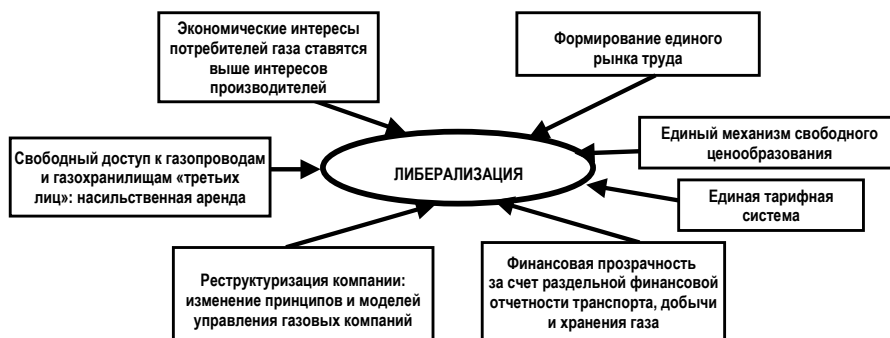 Экономические интересы
потребителей газа ставятся
выше интересов
производителей
Формирование единого
рынка труда
Свободный доступ к газопроводам
и газохранилищам «третьих
лиц»: насильственная аренда
ЛИБЕРАЛИЗАЦИЯ
Единый механизм свободного
ценообразования
Единая тарифная
система
Реструктуризация компании:
изменение принципов и моделей
управления газовых компаний
Финансовая прозрачность
за счет раздельной финансовой
отчетности транспорта, добычи
и хранения газа